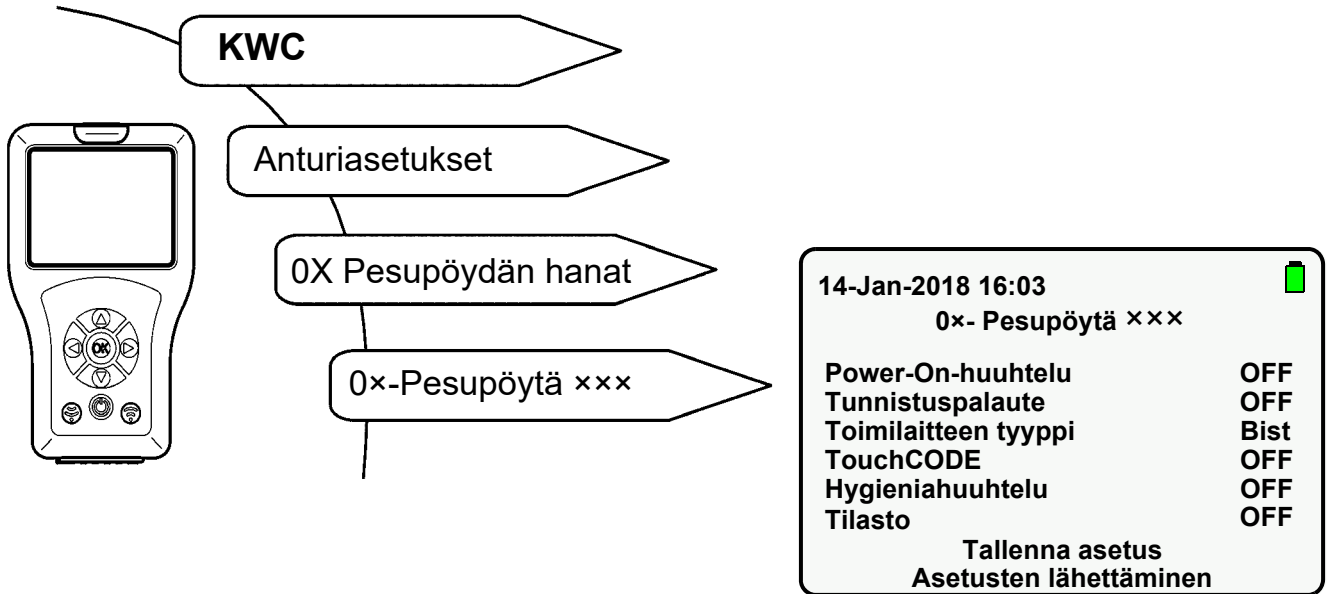 KWC
Anturiasetukset
0X Pesupöydän hanat
0×-Pesupöytä ×××
OK
14-Jan-2018 16:03
0×- Pesupöytä ×××
Power-On-huuhtelu OFF
Tunnistuspalaute OFF
Toimilaitteen tyyppi Bist
TouchCODE OFF
Hygieniahuuhtelu OFF
Tilasto OFF
Tallenna asetus
Asetusten lähettäminen